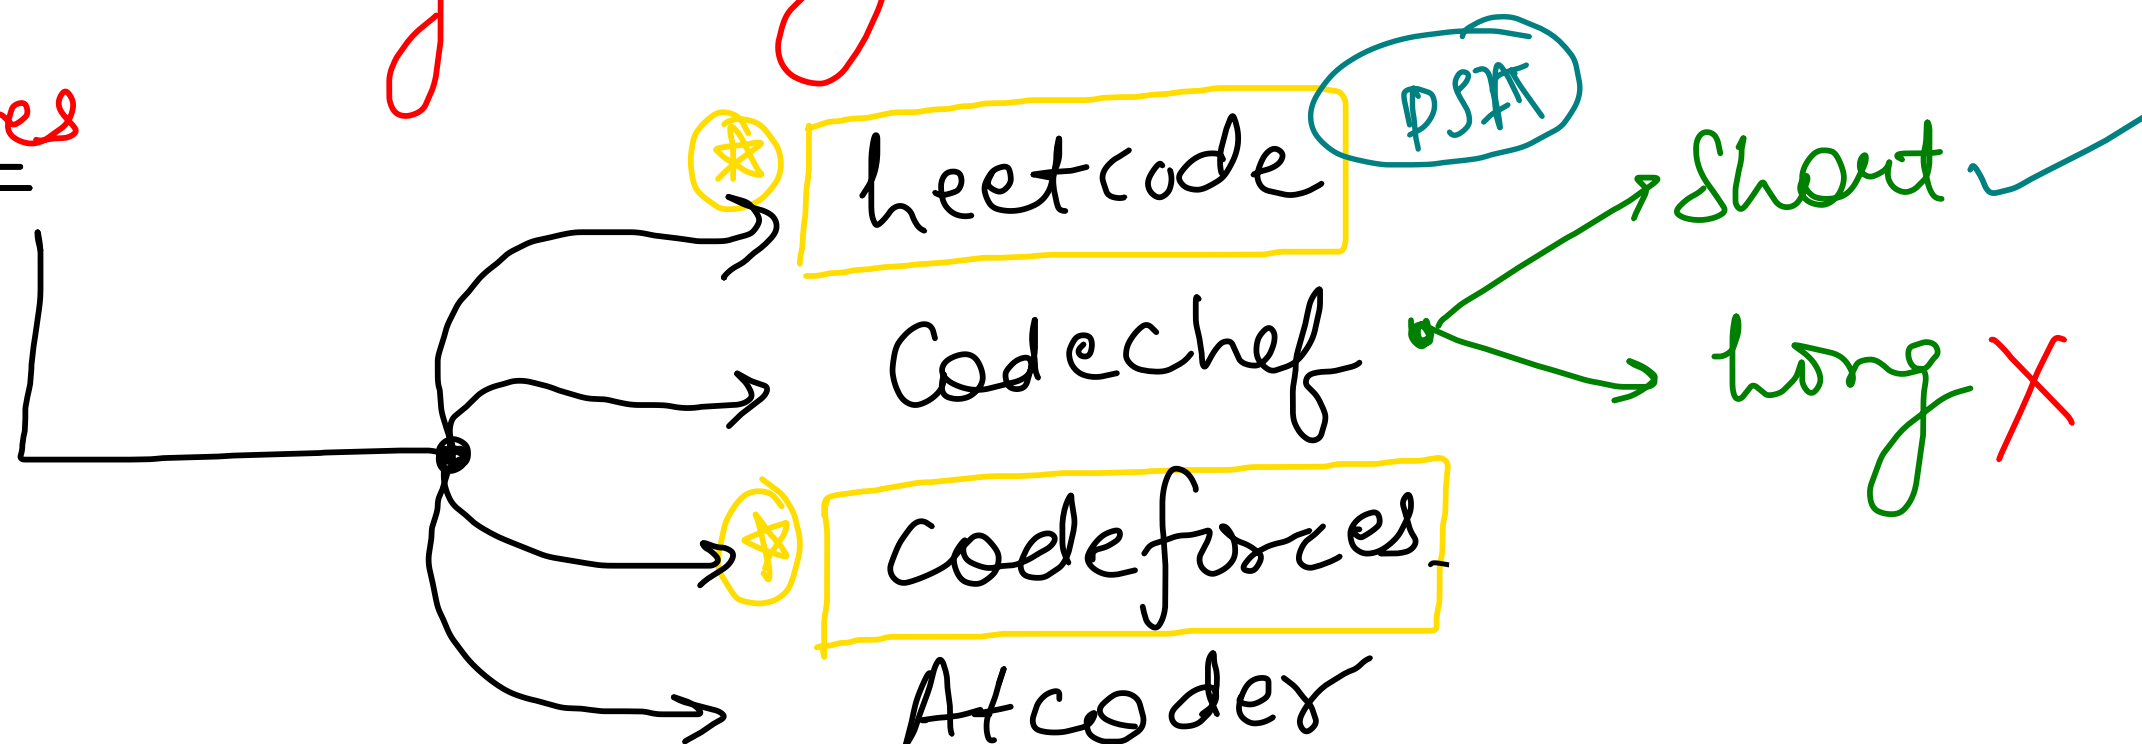 es
Leetcode DSA
Short
Codechef
Long
Codeforces
Atcoder